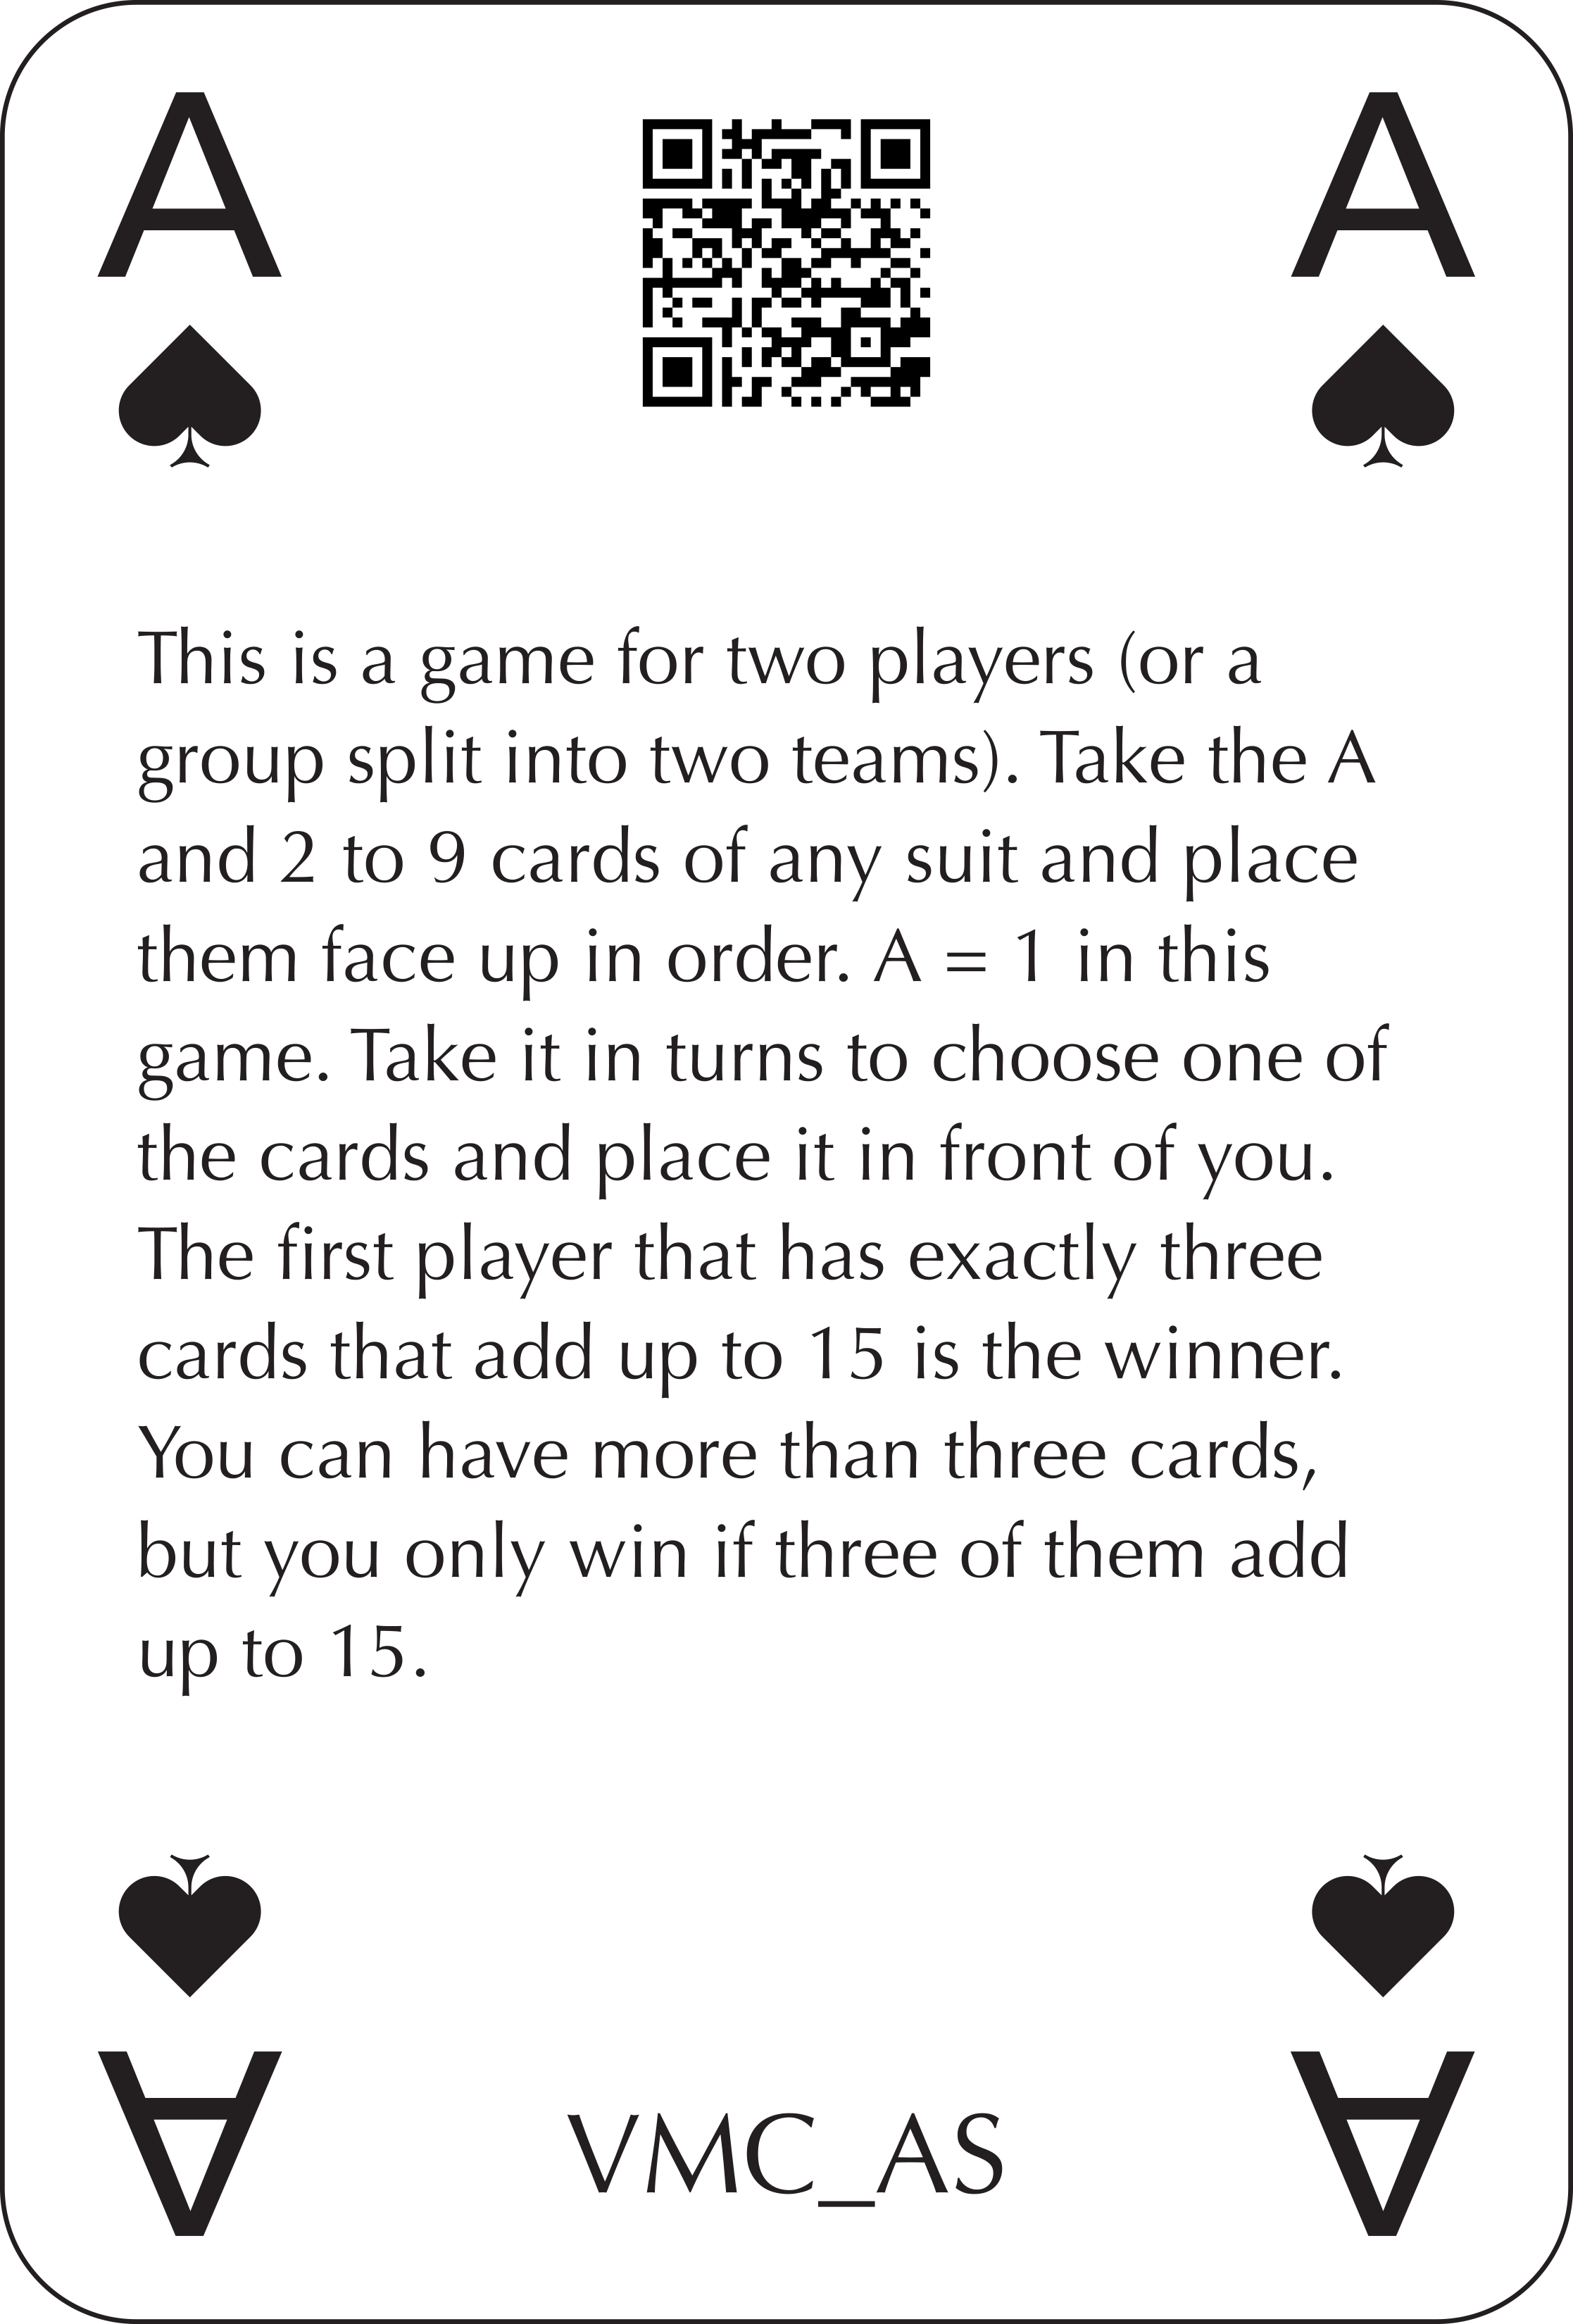 A A
This is a game for two players (or a
group split into two teams). Take the A
and 2 to 9 cards of any suit and place
them face up in order. A = 1 in this
game. Take it in turns to choose one of
the cards and place it in front of you.
The first player that has exactly three
cards that add up to 15 is the winner.
You can have more than three cards,
but you only win if three of them add
up to 15.
A VMC_AS A